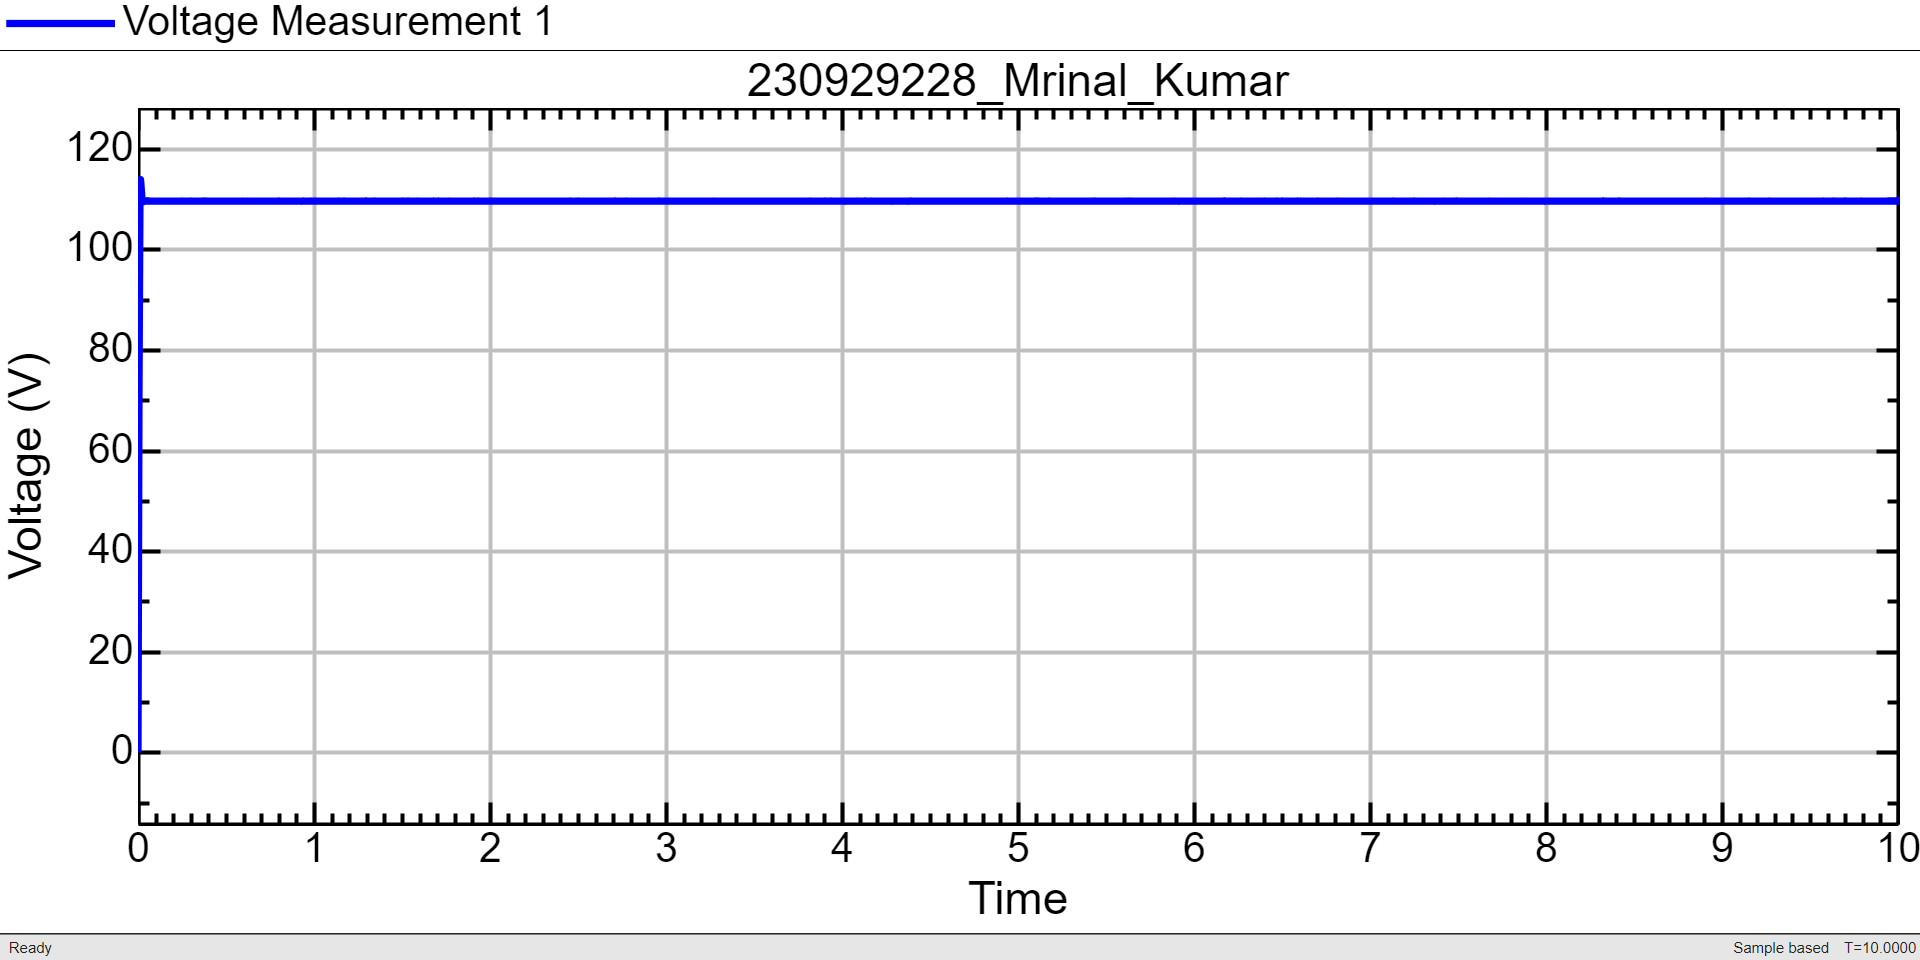 Voltage Measurement 1
230929228_Mrinal_Kumar
120
100
80
60
40
20
0
Voltage (V)
0 1 2 3 4 5 6 7 8 9 10
Time
Ready Sample based T=10.0000